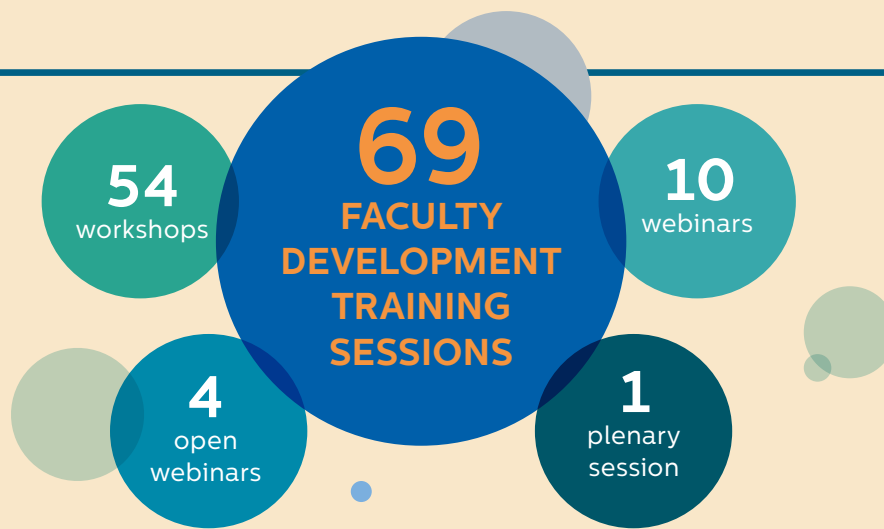 69
FACULTY
DEVELOPMENT
TRAINING
SESSIONS
54
workshops
10
webinars
4
open
webinars
1
plenary
session